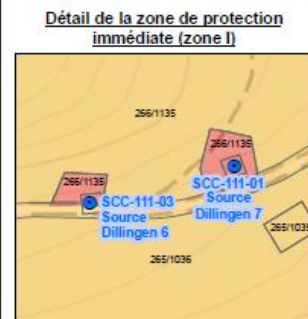 Détail de la zone de protection
immédiate (zone I)
266/1135
266/1135
266/1135
SCC-111-01
Source
Dillingen 7
SCC-111-03
Source
Dillingen 6
265/1035
265/1036